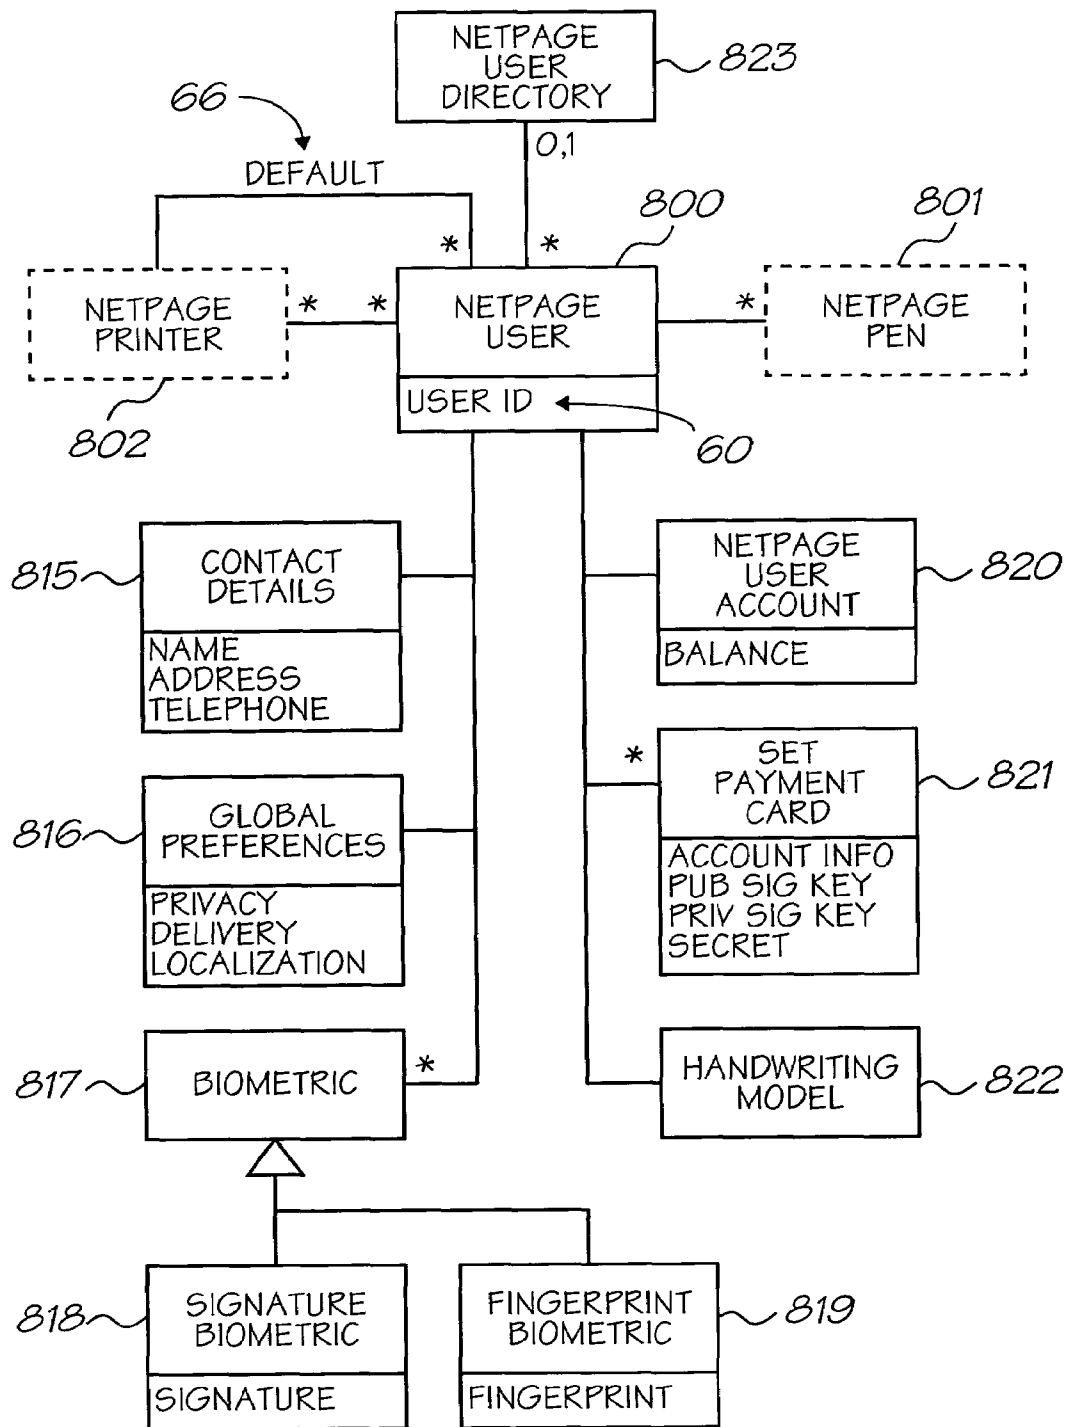 NETPAGE
USER
DIRECTORY
823
66
DEFAULT
0,1
800
801
*
*
NETPAGE
PRINTER
*
*
NETPAGE
USER
*
NETPAGE
PEN
802
USER ID
60
815
CONTACT
DETAILS
NAME
ADDRESS
TELEPHONE
NETPAGE
USER
ACCOUNT
820
BALANCE
816
GLOBAL
PREFERENCES
PRIVACY
DELIVERY
LOCALIZATION
*
SET
PAYMENT
CARD
821
ACCOUNT INFO
PUB SIG KEY
PRIV SIG KEY
SECRET
817
BIOMETRIC
*
HANDWRITING
MODEL
822
818
SIGNATURE
BIOMETRIC
SIGNATURE
FINGERPRINT
BIOMETRIC
819
FINGERPRINT